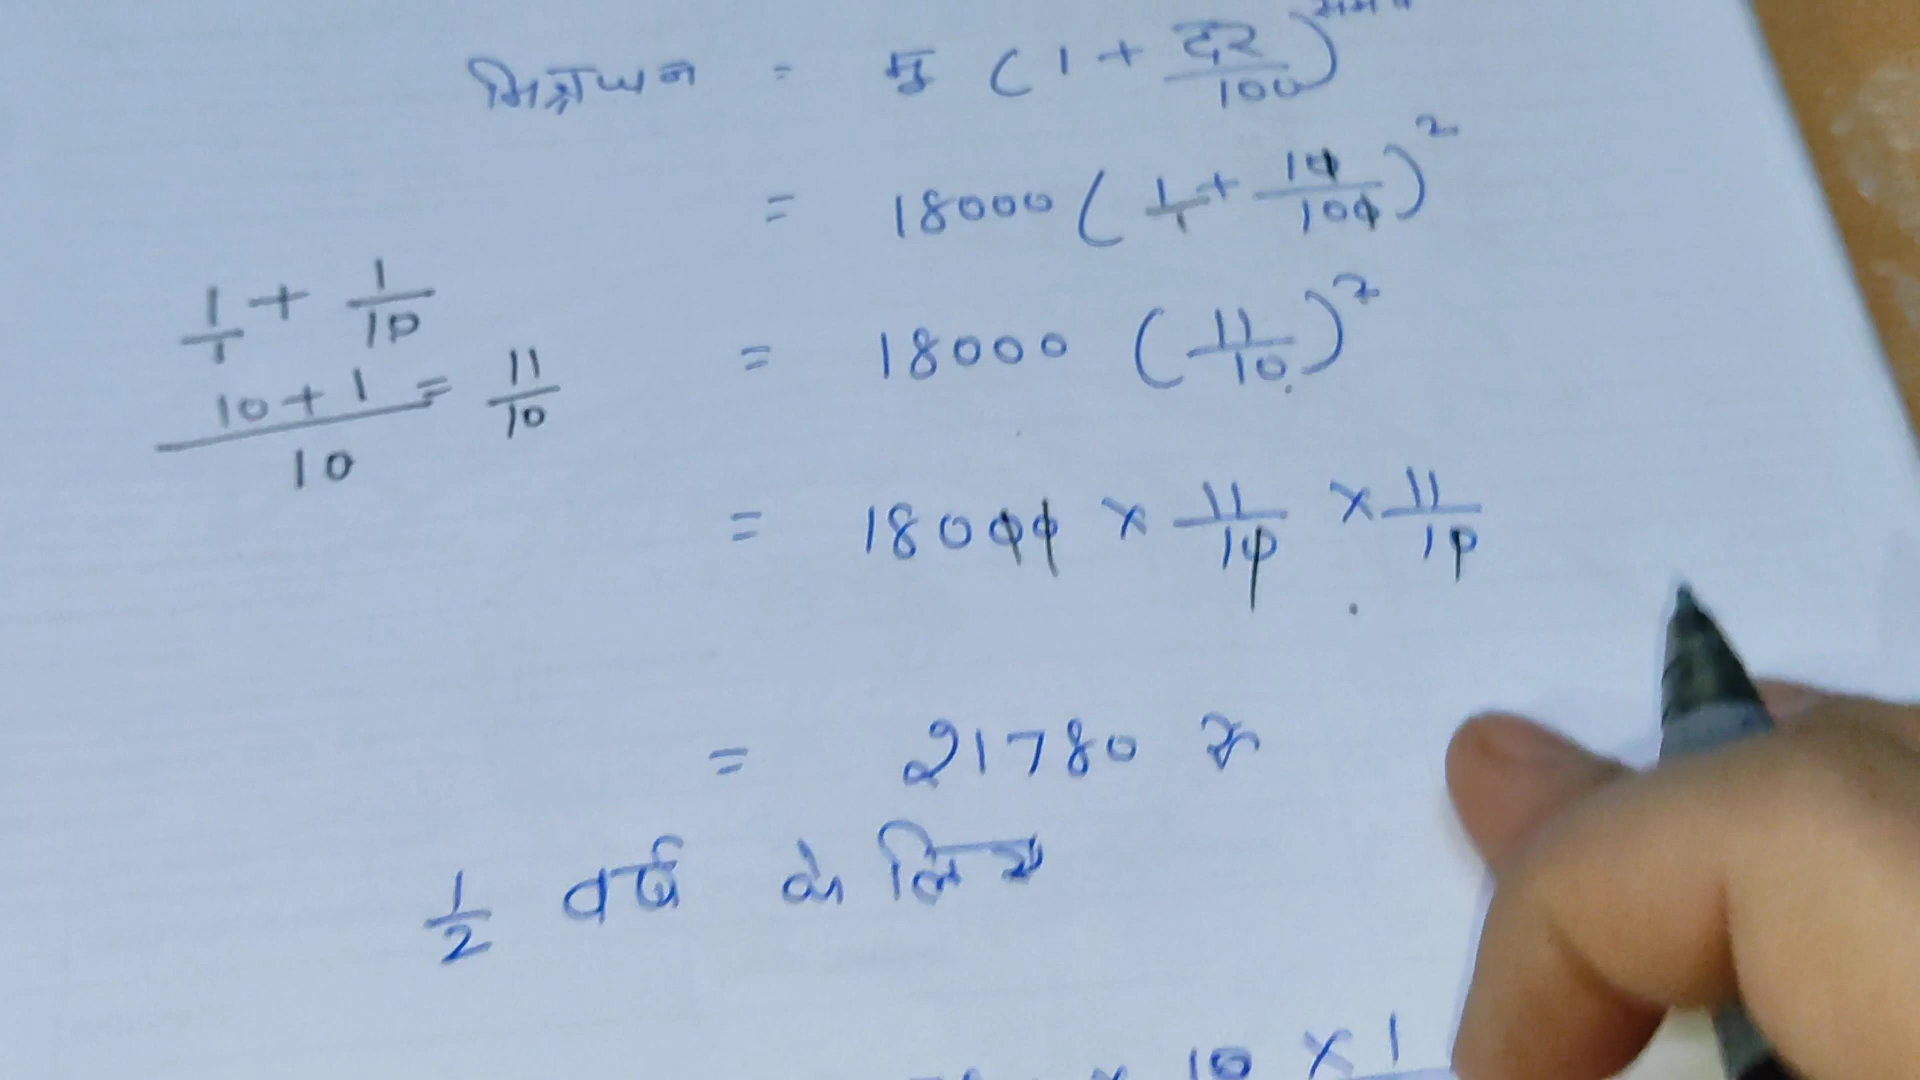 मिश्रधन = मू (1 + दर/100)^समय
= 18000 (1/1 + 10/100)^2
1/1 + 1/10
= 18000 (11/10)^2
10+1/10 = 11/10
= 18000 × 11/10 × 11/10
= 21780 रु
1/2 वर्ष के लिए
× 10 × 1